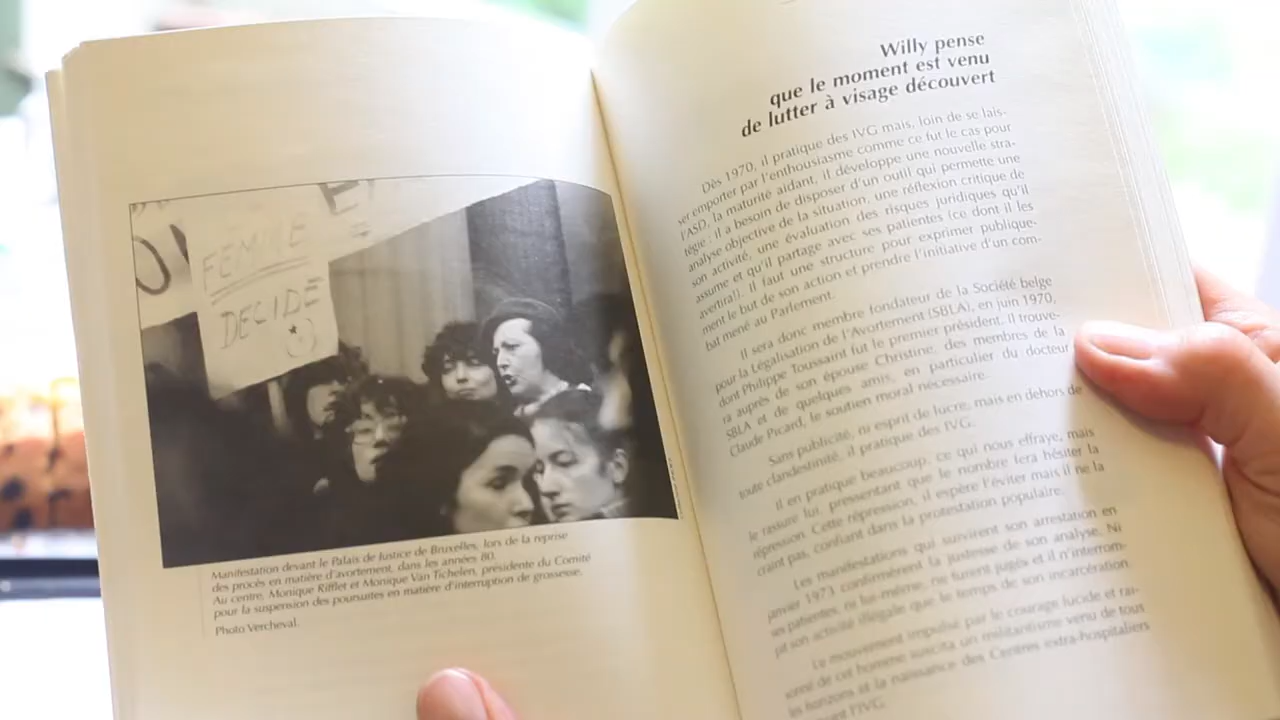 FEMME
DECIDE
Manifestation devant le Palais de Justice de Bruxelles, lors de la reprise
des procès en matière d'avortement, dans les années 80.
Au centre, Monique Rifflet et Monique Van Tichelen, présidente du Comité
pour la suspension des poursuites en matière d'interruption de grossesse.
Photo Vercheval.
Willy pense
que le moment est venu
de lutter à visage découvert
Dès 1970, il pratique des IVG mais, loin de se lais-
ser emporter par l'enthousiasme comme ce fut le cas pour
l'ASD, la maturité aidant, il développe une nouvelle stra-
tégie : il a besoin de disposer d'un outil qui permette une
analyse objective de la situation, une réflexion critique de
son activité, une évaluation des risques juridiques qu'il
assume et qu'il partage avec ses patientes (ce dont il les
avertira!). Il faut une structure pour exprimer publique-
ment le but de son action et prendre l'initiative d'un com-
bat mené au Parlement.
Il sera donc membre fondateur de la Société belge
pour la Légalisation de l'Avortement (SBLA), en juin 1970,
dont Philippe Toussaint fut le premier président. Il trouve-
ra auprès de son épouse Christine, des membres de la
SBLA et de quelques amis, en particulier du docteur
Claude Picard, le soutien moral nécessaire.
Sans publicité, ni esprit de lucre, mais en dehors de
toute clandestinité, il pratique des IVG.
Il en pratique beaucoup, ce qui nous effraye, mais
le rassure lui, pressentant que le nombre fera hésiter la
répression. Cette répression, il espère l'éviter mais il ne la
craint pas, confiant dans la protestation populaire.
Les manifestations qui suivirent son arrestation en
janvier 1973 confirmèrent la justesse de son analyse. Ni
ses patientes, ni lui-même, ne furent jugés et il n'interrom-
pit son activité illégale que le temps de son incarcération.
Le mouvement impulsé par le courage lucide et rai-
sonné de cet homme suscita un militantisme venu de tous
les horizons et la naissance des Centres extra-hospitaliers
l'IVG.